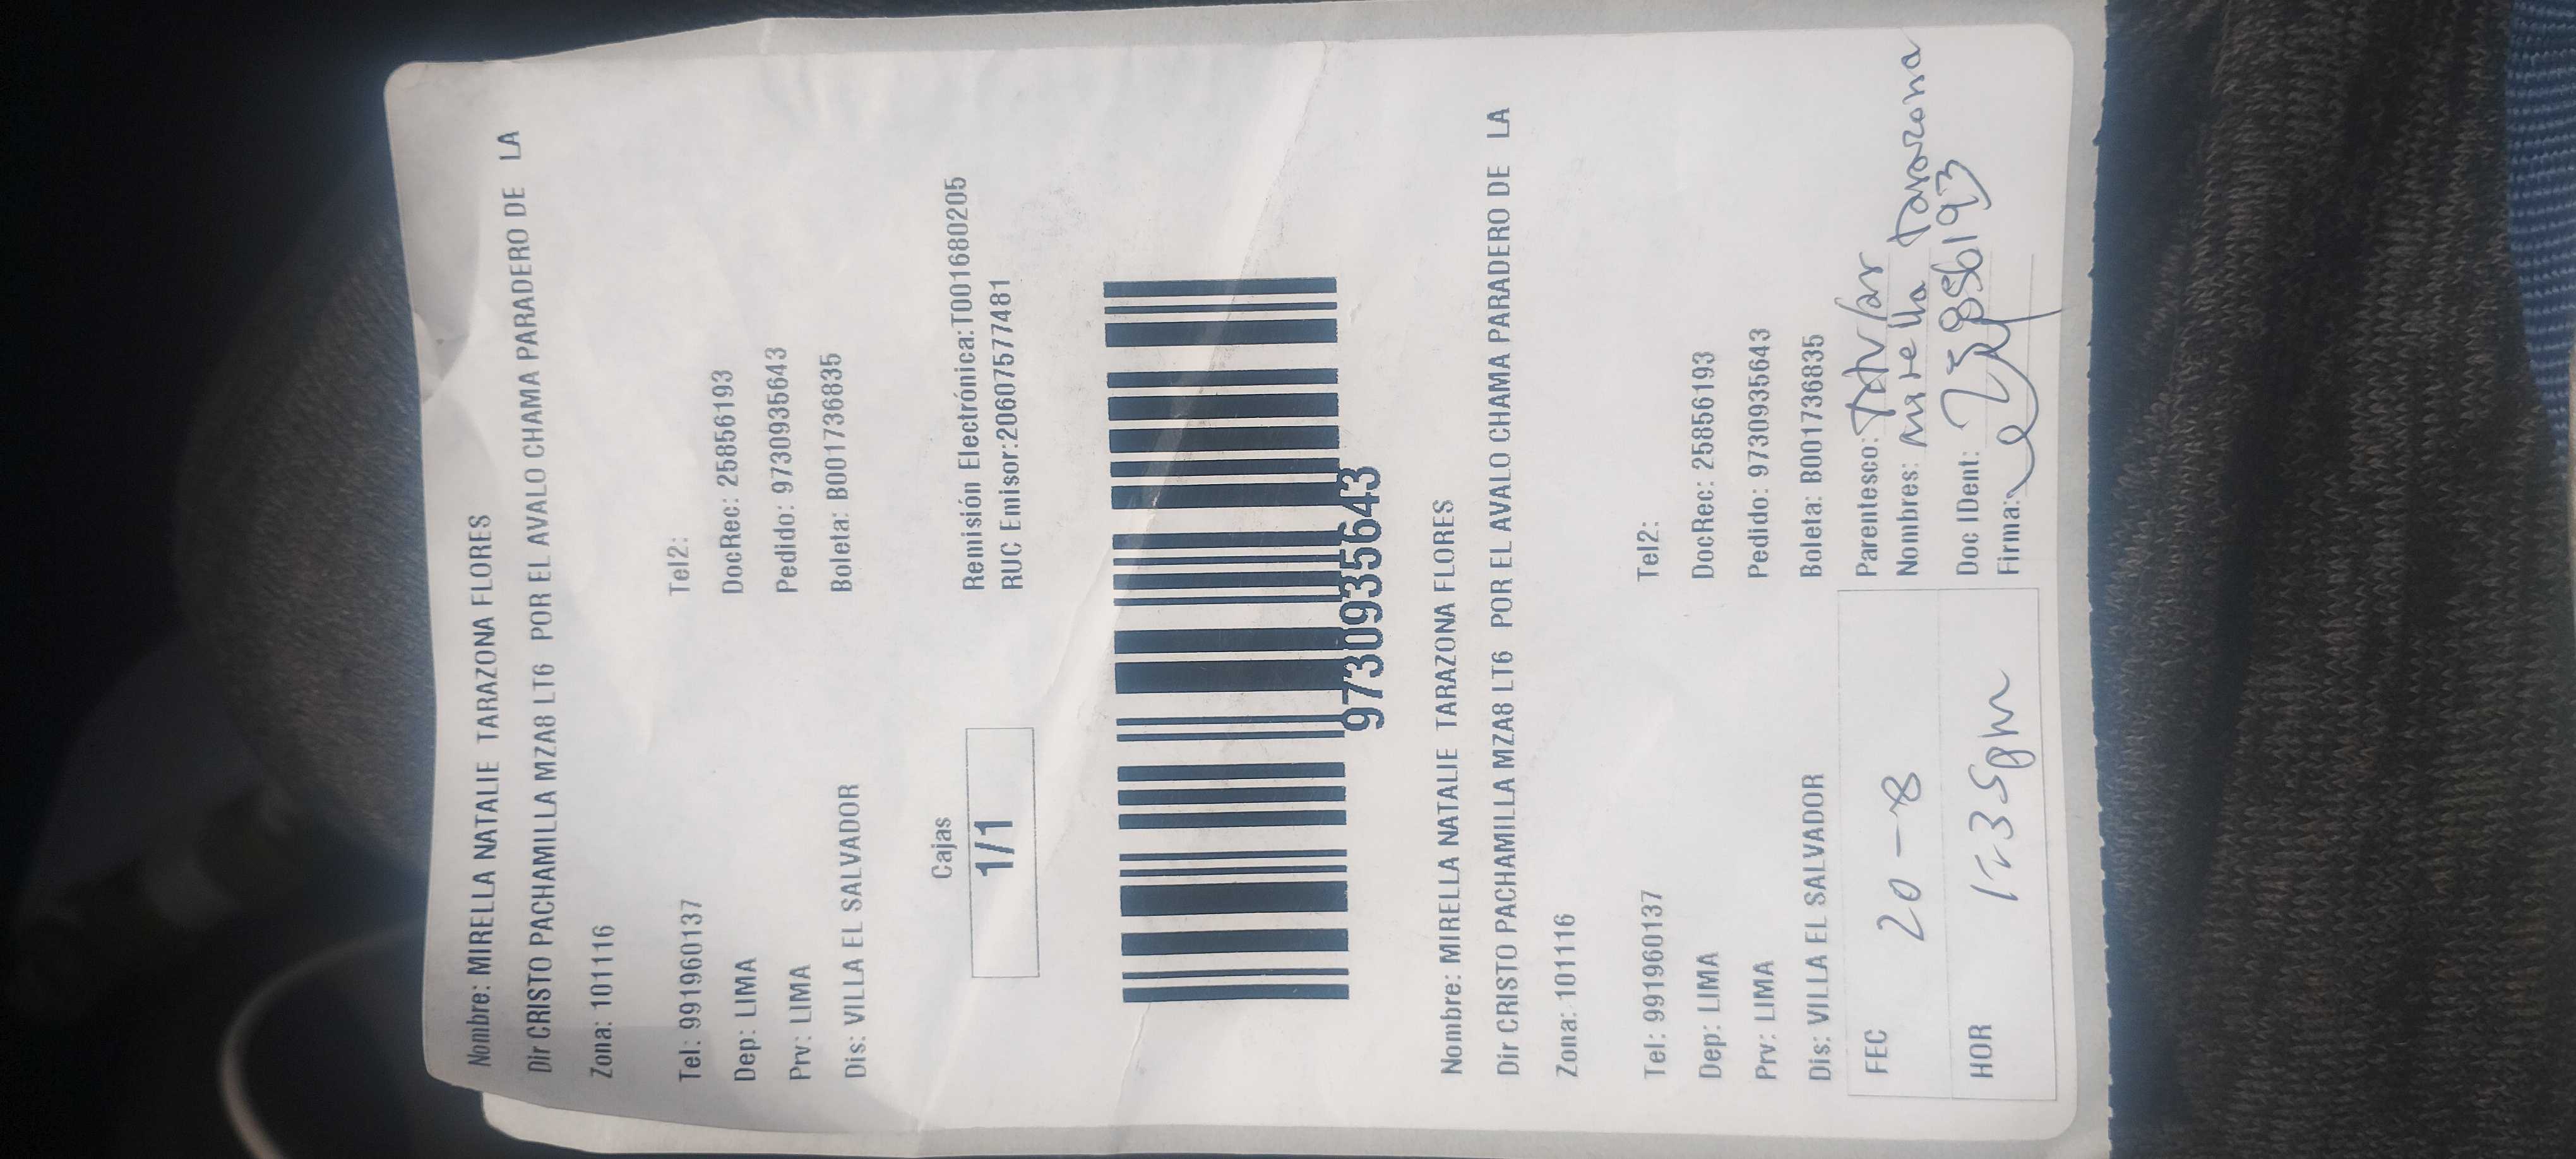 Nombre: MIRELLA NATALIE TARAZONA FLORES
Dir CRISTO PACHAMILLA MZA8 LT6 POR EL AVALO CHAMA PARADERO DE LA
Zona: 101116
Tel: 991960137 Tel2:
Dep: LIMA DocRec: 25856193
Prv: LIMA Pedido: 9730935643
Dis: VILLA EL SALVADOR Boleta: B001736835
Cajas
1/1
Remisión Electrónica:T001680205
RUC Emisor:20607577481
9730935643
Nombre: MIRELLA NATALIE TARAZONA FLORES
Dir CRISTO PACHAMILLA MZA8 LT6 POR EL AVALO CHAMA PARADERO DE LA
Zona: 101116
Tel: 991960137 Tel2:
Dep: LIMA DocRec: 25856193
Prv: LIMA Pedido: 9730935643
Dis: VILLA EL SALVADOR Boleta: B001736835
FEC 20-8
HOR
Parentesco:
Nombres: Mirella Tarazona
Doc IDent: 25856193
Firma: